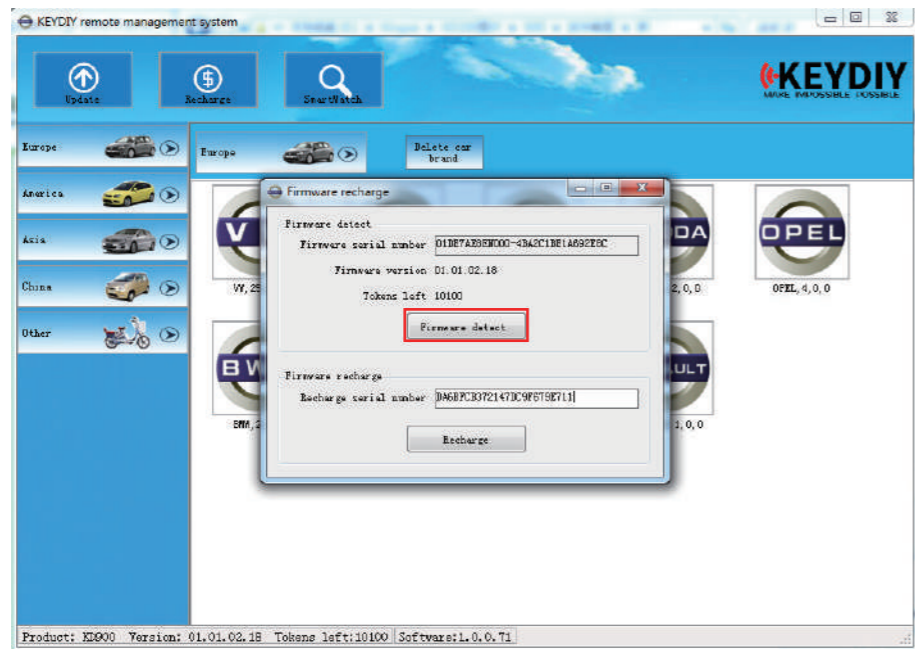 KEYDIY remote management system
Update
Recharge
SmartWatch
KEYDIY
MAKE IMPOSSIBLE POSSIBLE
Europe
America
Asia
China
Other
Europe
Delete car
brand
V
DA
OPEL
VW, 25
2, 0, 0
OPEL, 4, 0, 0
BW
ULT
BMW, 2
1, 0, 0
Firmware recharge
Firmware detect
Firmware serial number
Firmware version 01.01.02.18
Tokens left 10100
Firmware detect
Firmware recharge
Recharge serial number
Recharge
Product: KD900 Version: 01.01.02.18 Tokens left:10100 Software:1.0.0.71